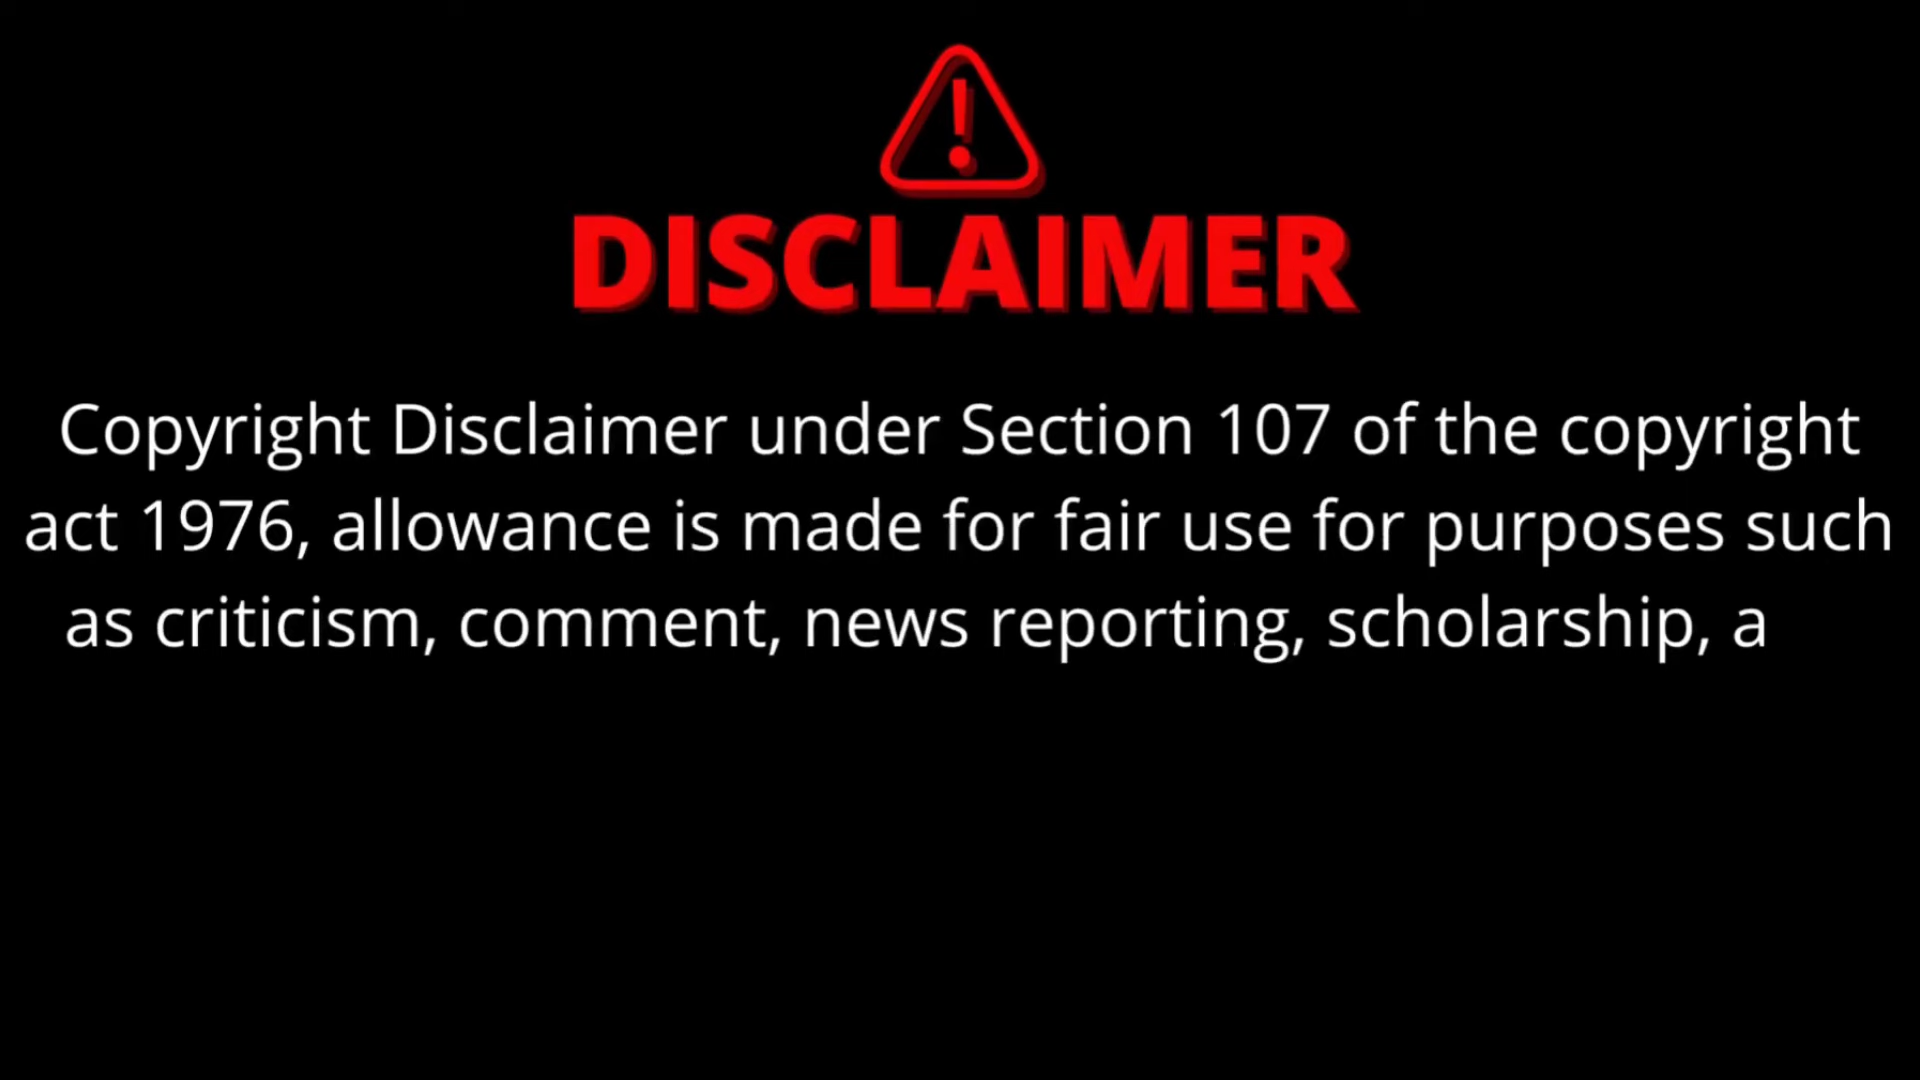 DISCLAIMER
Copyright Disclaimer under Section 107 of the copyright
act 1976, allowance is made for fair use for purposes such
as criticism, comment, news reporting, scholarship, a